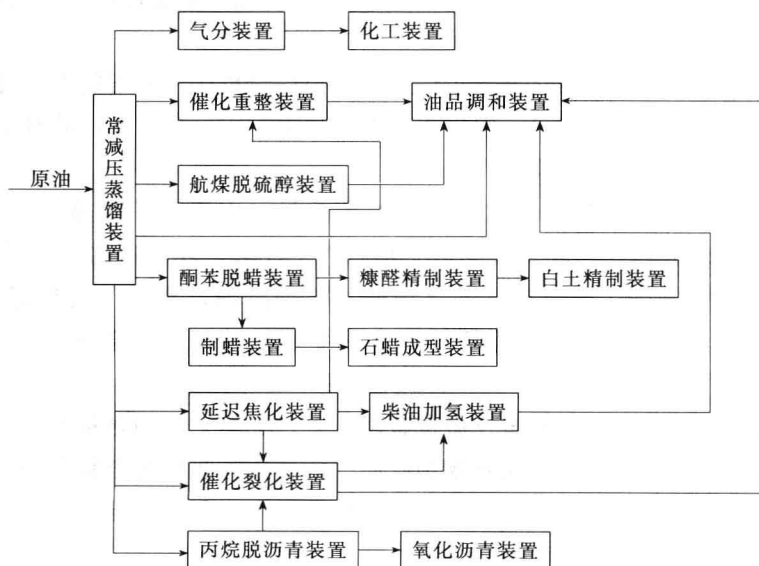 气分装置
化工装置
催化重整装置
油品调和装置
原油
常减压蒸馏装置
航煤脱硫醇装置
酮苯脱蜡装置
糠醛精制装置
白土精制装置
制蜡装置
石蜡成型装置
延迟焦化装置
柴油加氢装置
催化裂化装置
丙烷脱沥青装置
氧化沥青装置